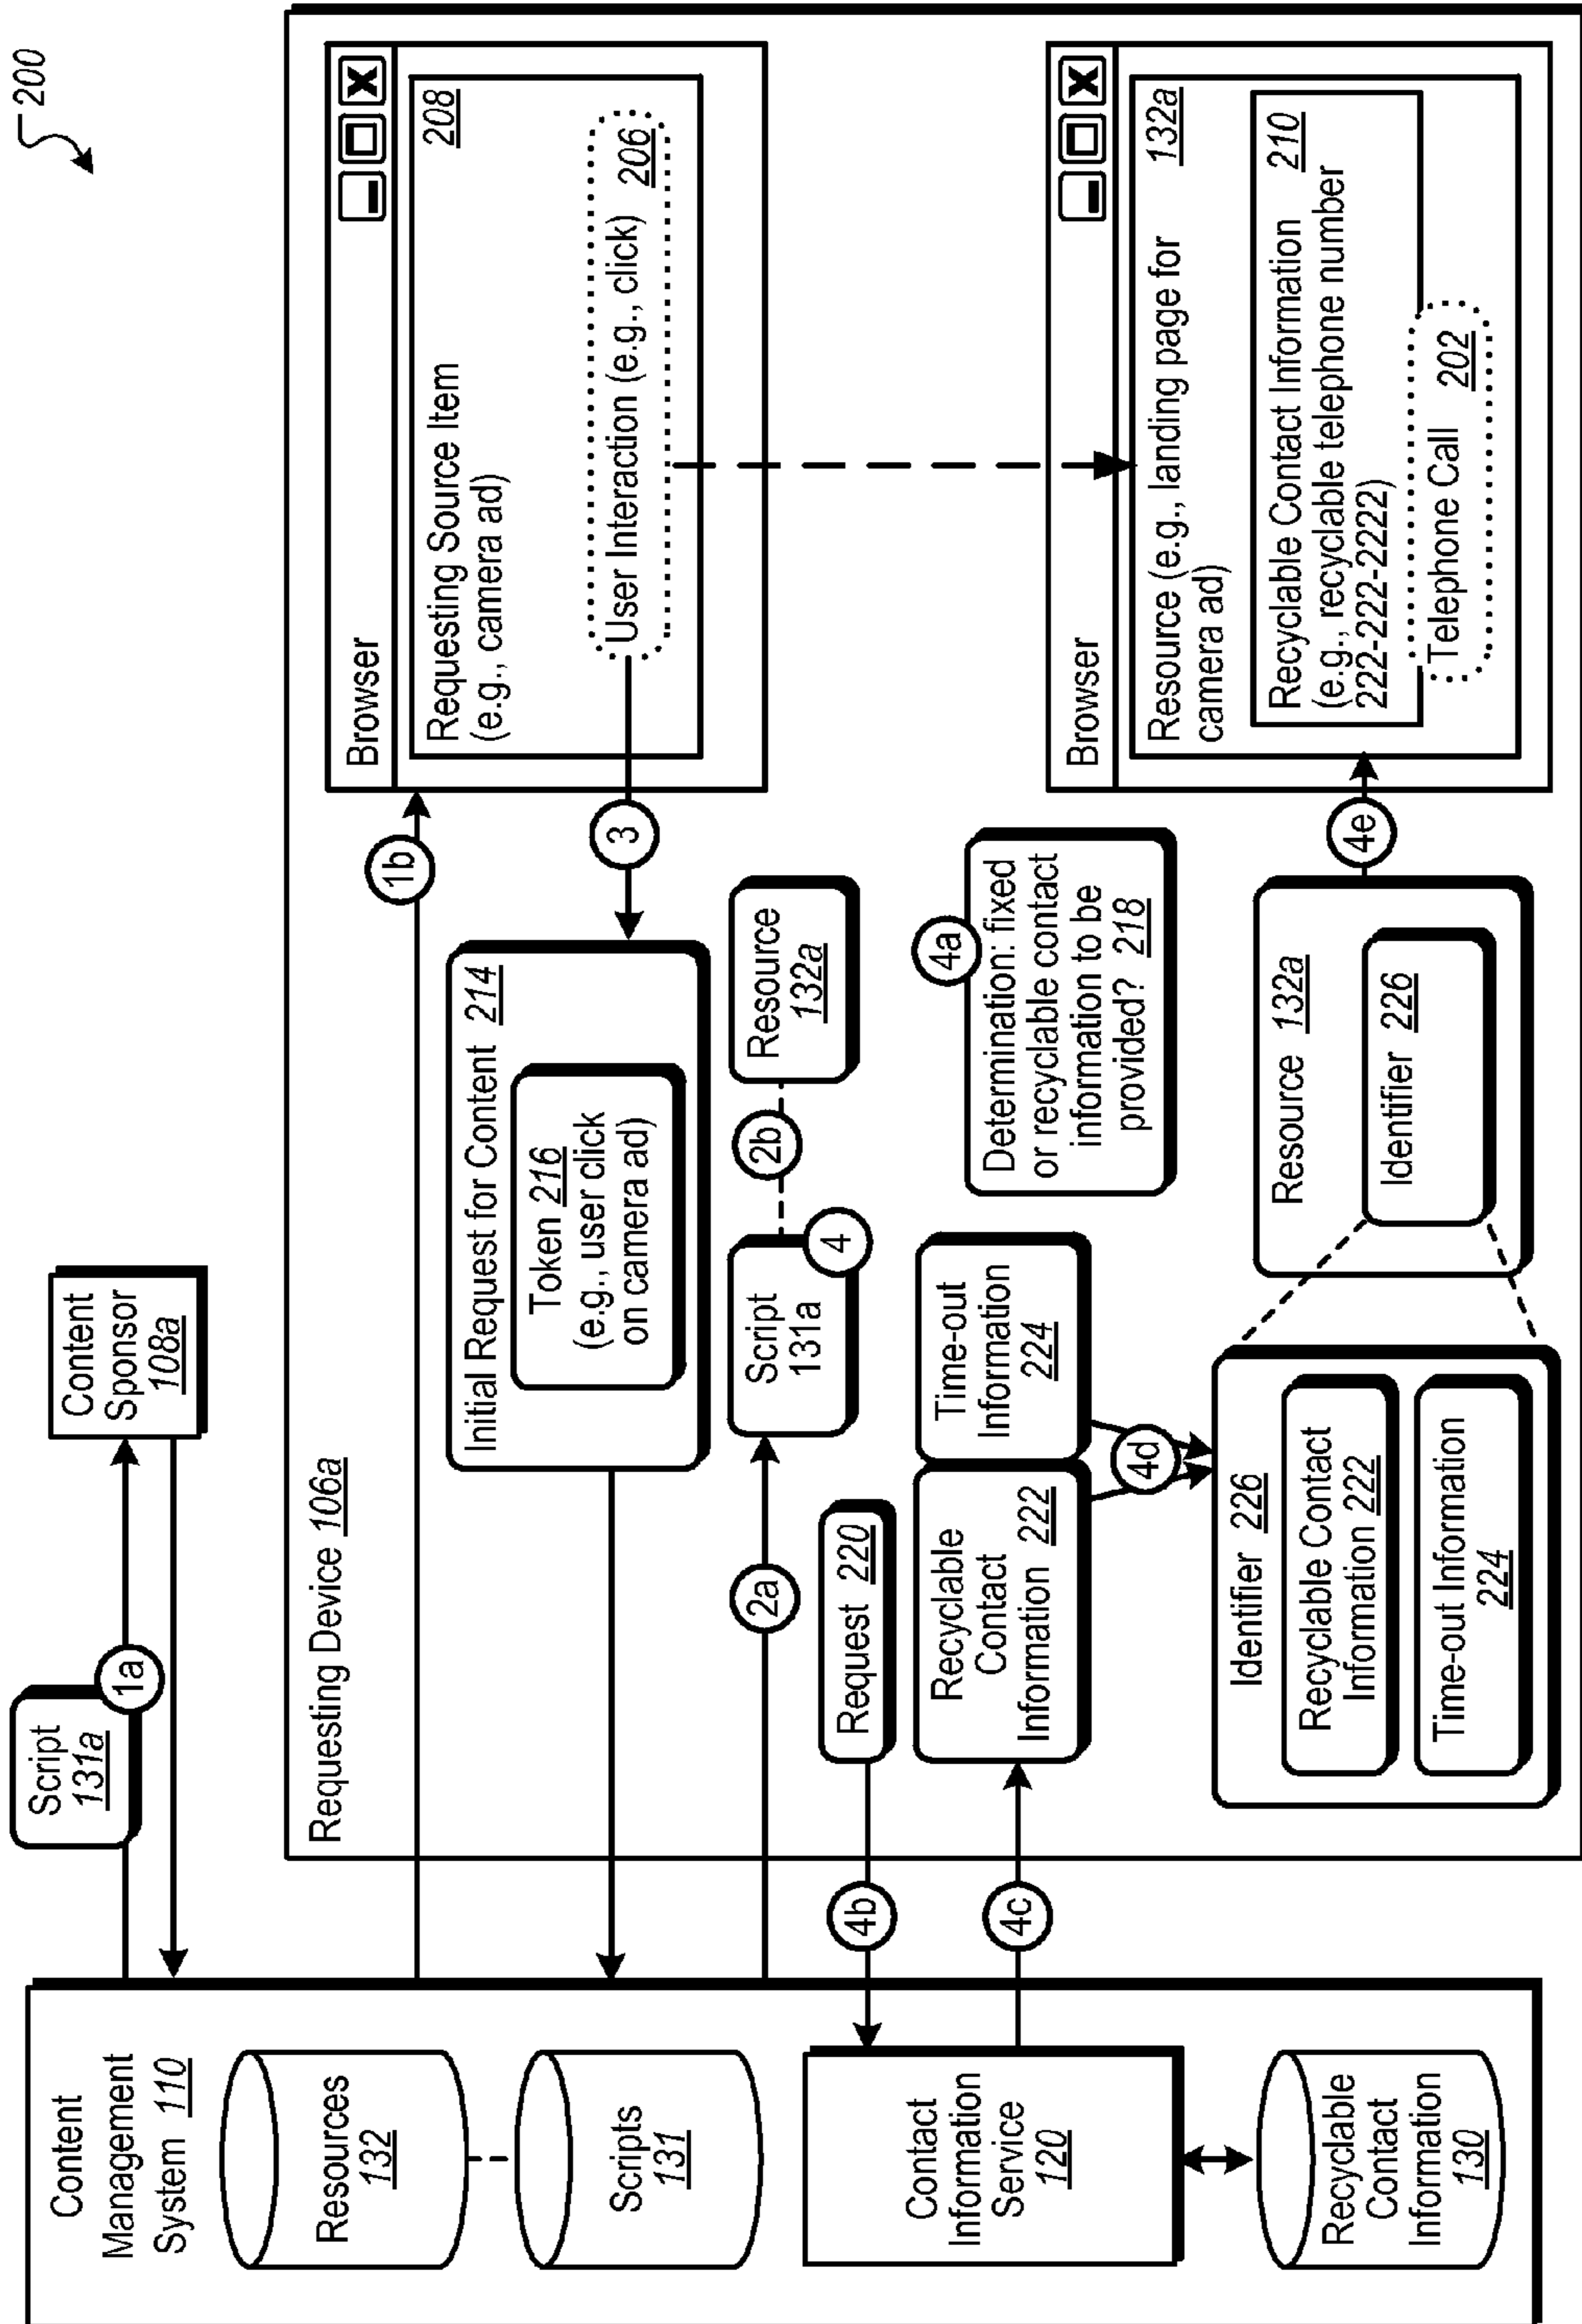 200
Content
Management
System 110
Resources
132
Scripts
131
Contact
Information
Service
120
Recyclable
Contact
Information
130
Script
131a
1a
Content
Sponsor
108a
Requesting Device 106a
1b
Browser
Requesting Source Item
(e.g., camera ad)
208
User Interaction (e.g., click) 206
3
Initial Request for Content 214
Token 216
(e.g., user click
on camera ad)
2a
Script
131a
4
2b
Resource
132a
4b
Request 220
4c
Recyclable
Contact
Information 222
Time-out
Information
224
4d
4a
Determination: fixed
or recyclable contact
information to be
provided? 218
Identifier 226
Recyclable Contact
Information 222
Time-out Information
224
Resource 132a
Identifier 226
4e
Browser
Resource (e.g., landing page for
camera ad)
132a
Recyclable Contact Information
(e.g., recyclable telephone number
222-222-2222)
210
Telephone Call 202